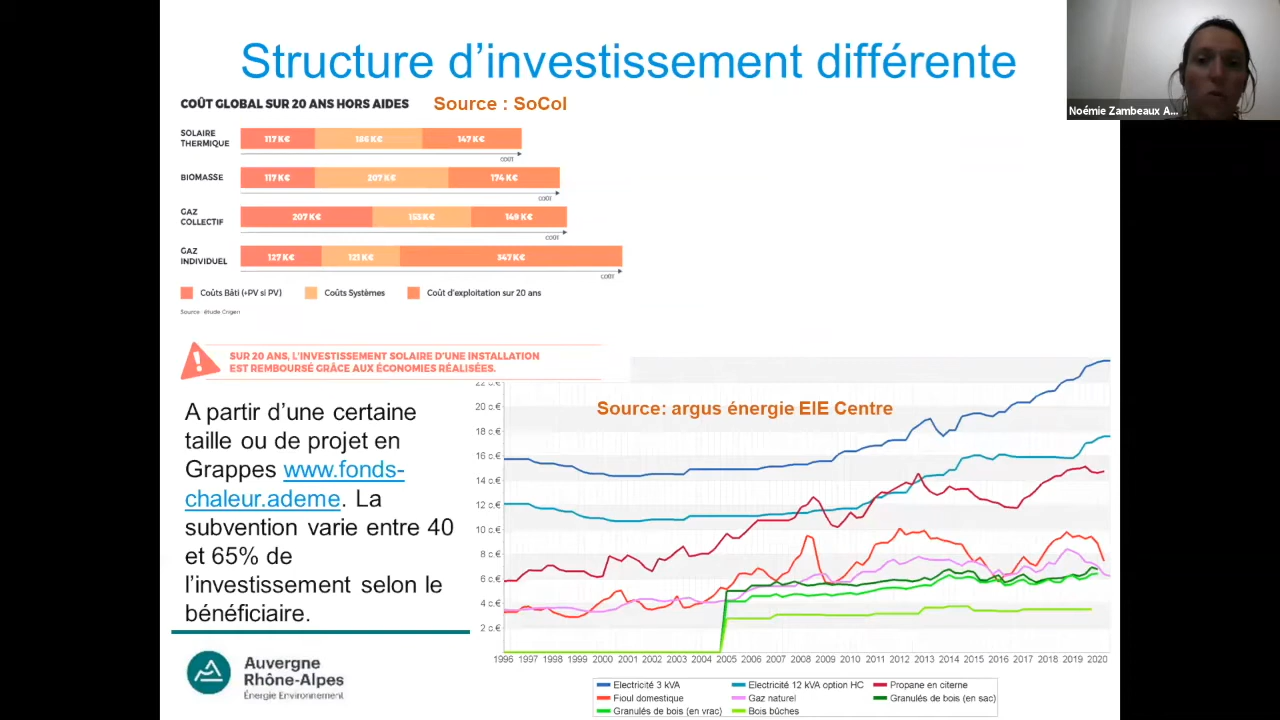 Structure d’investissement différente
Noémie Zambeaux A...
COÛT GLOBAL SUR 20 ANS HORS AIDES
Source : SoCol
SOLAIRE
THERMIQUE
117 K€ 186 K€ 147 K€
COÛT
BIOMASSE
117 K€ 207 K€ 174 K€
COÛT
GAZ
COLLECTIF
207 K€ 153 K€ 149 K€
COÛT
GAZ
INDIVIDUEL
127 K€ 121 K€ 347 K€
COÛT
Coûts Bâti (+PV si PV) Coûts Systèmes Coût d'exploitation sur 20 ans
Source : étude Crigen
SUR 20 ANS, L'INVESTISSEMENT SOLAIRE D'UNE INSTALLATION
EST REMBOURSÉ GRÂCE AUX ÉCONOMIES RÉALISÉES.
A partir d’une certaine
taille ou de projet en
Grappes www.fonds-
chaleur.ademe. La
subvention varie entre 40
et 65% de
l’investissement selon le
bénéficiaire.
Source: argus énergie EIE Centre
22 c.€
20 c.€
18 c.€
16 c.€
14 c.€
12 c.€
10 c.€
8 c.€
6 c.€
4 c.€
2 c.€
1996 1997 1998 1999 2000 2001 2002 2003 2004 2005 2006 2007 2008 2009 2010 2011 2012 2013 2014 2015 2016 2017 2018 2019 2020
Electricité 3 kVA Electricité 12 kVA option HC Propane en citerne
Fioul domestique Gaz naturel Granulés de bois (en sac)
Granulés de bois (en vrac) Bois bûches
Auvergne
Rhône-Alpes
Énergie Environnement